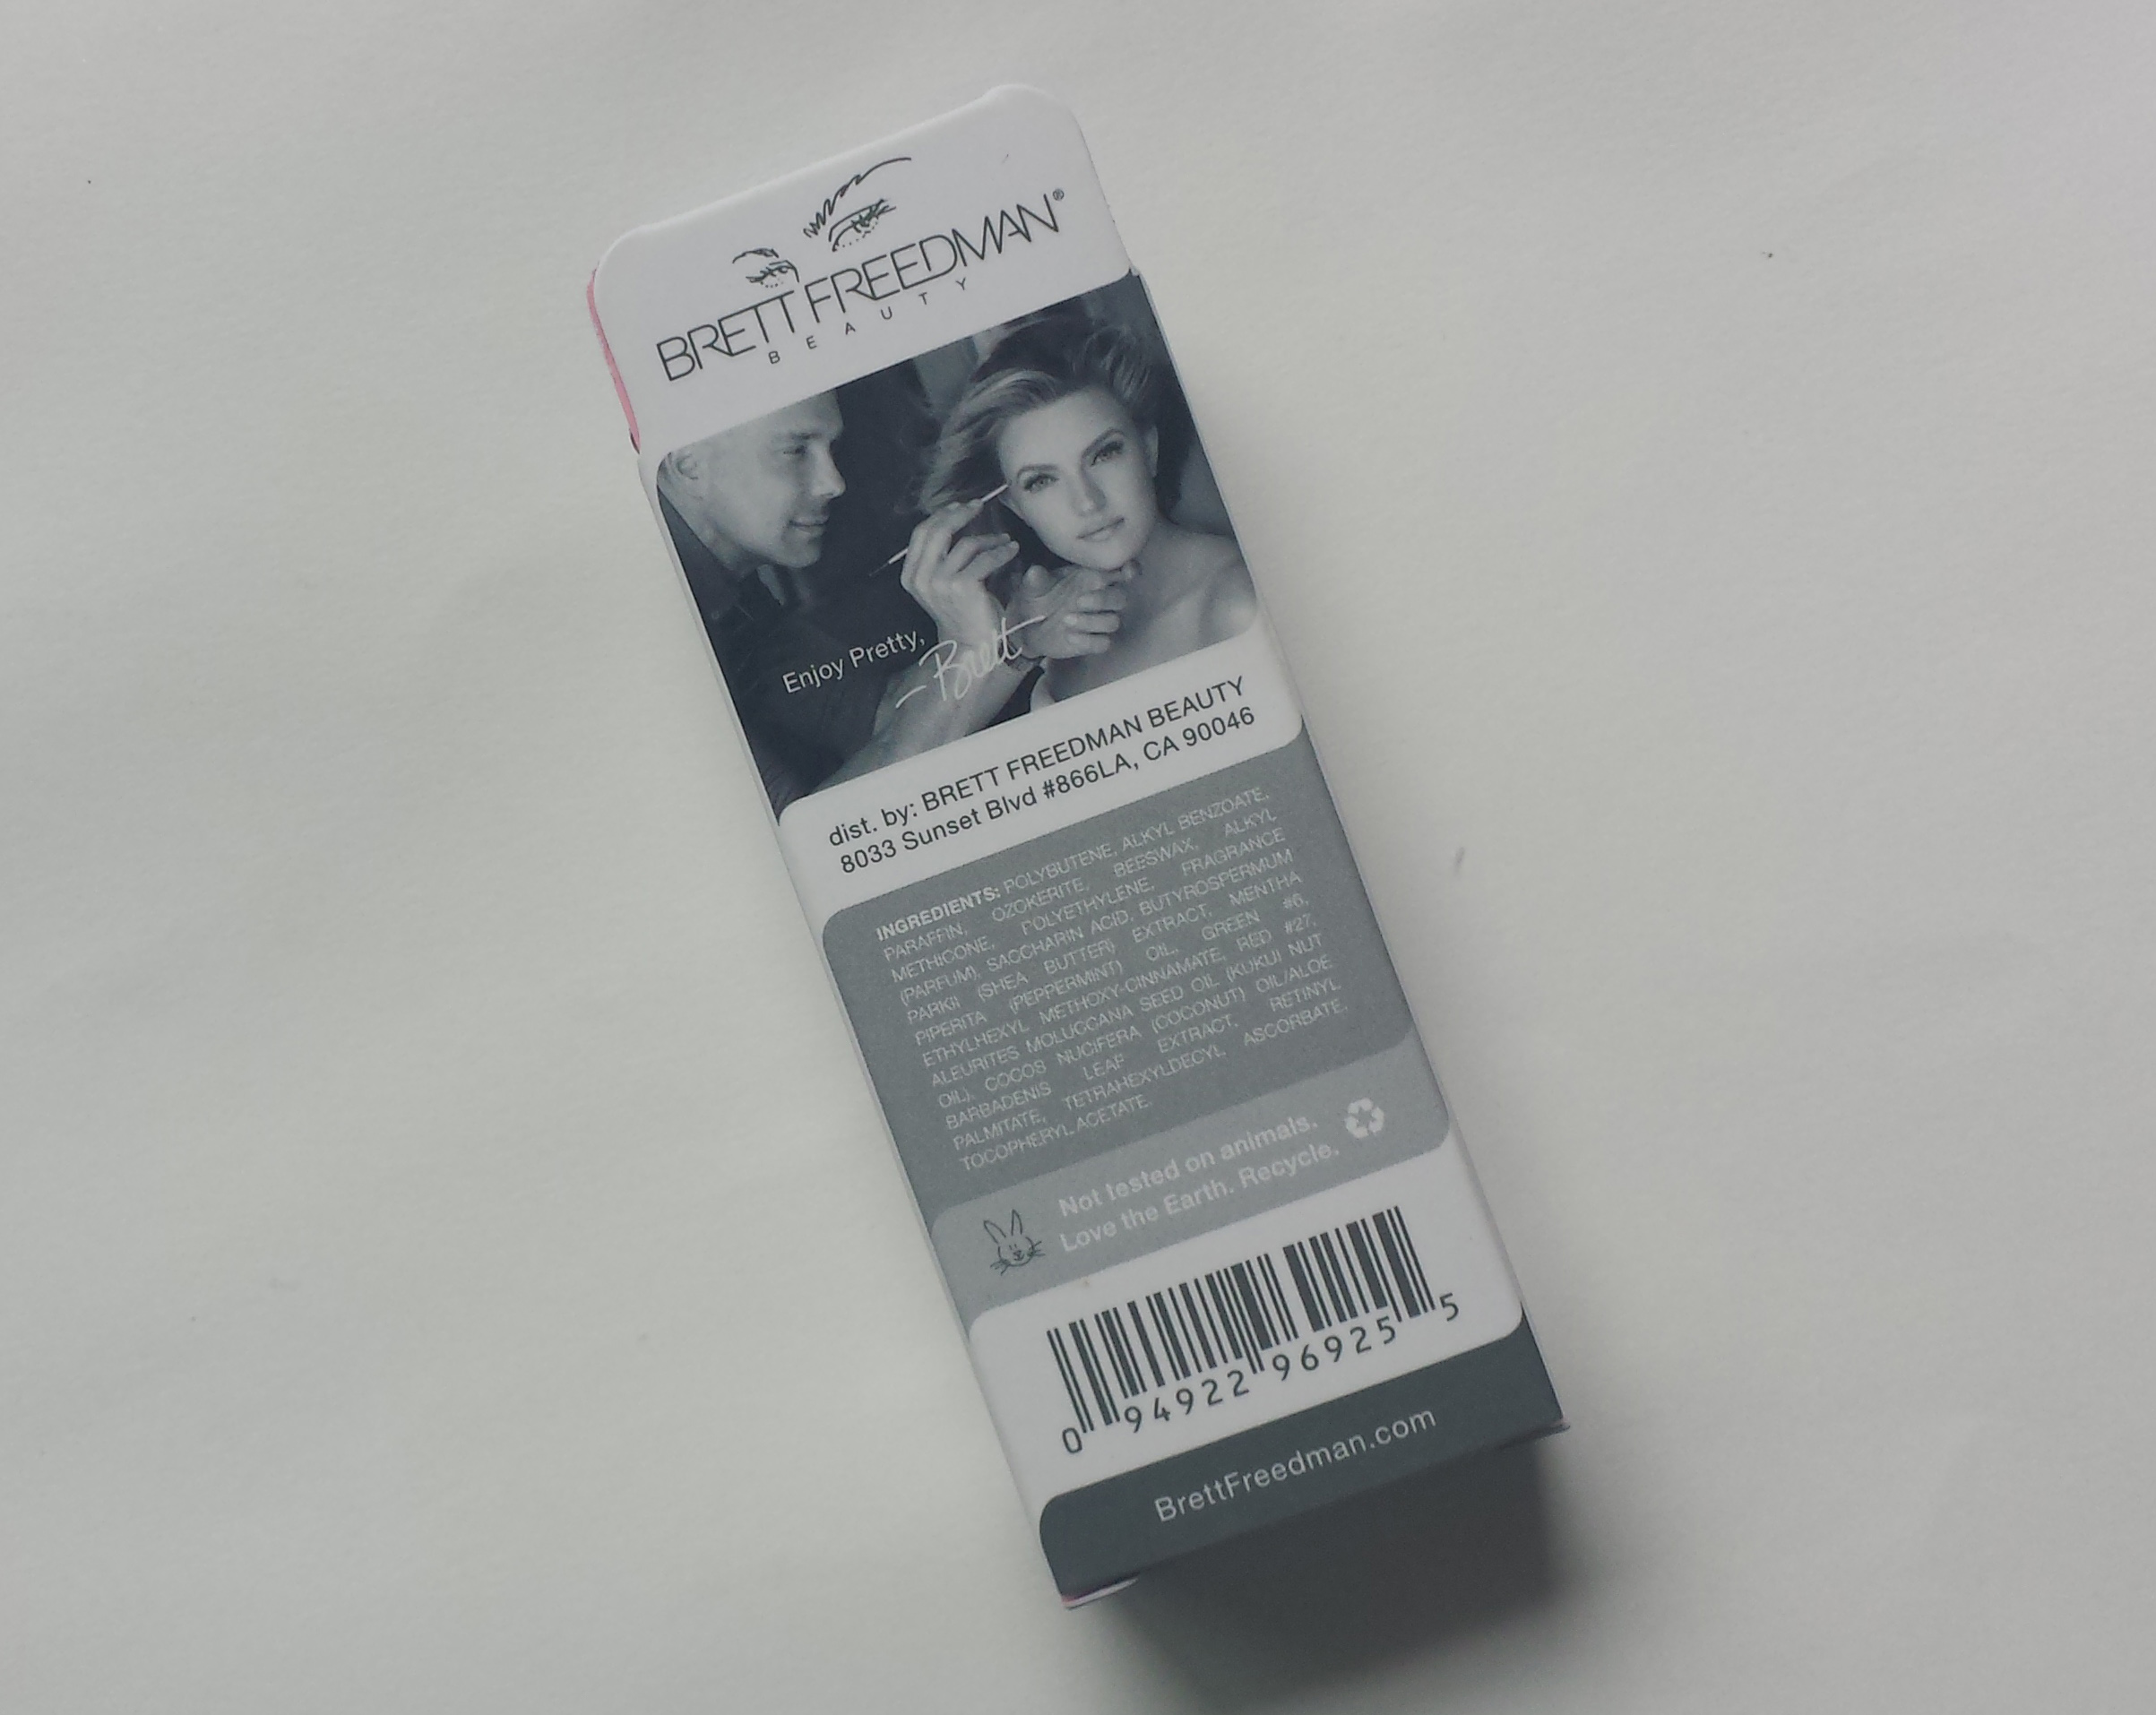 BRETT FREEDMAN®
BEAUTY
Enjoy Pretty,
-Brett
dist. by: BRETT FREEDMAN BEAUTY
8033 Sunset Blvd #866LA, CA 90046
INGREDIENTS: POLYBUTENE, ALKYL BENZOATE,
PARAFFIN, OZOKERITE, BEESWAX, ALKYL
METHICONE, POLYETHYLENE, FRAGRANCE
(PARFUM), SACCHARIN ACID, BUTYROSPERMUM
PARKII (SHEA BUTTER) EXTRACT, MENTHA
PIPERITA (PEPPERMINT) OIL, GREEN #6,
ETHYLHEXYL METHOXY-CINNAMATE, RED #27,
ALEURITES MOLUCCANA SEED OIL (KUKUI NUT
OIL), COCOS NUCIFERA (COCONUT) OIL/ALOE
BARBADENIS LEAF EXTRACT, RETINYL
PALMITATE, TETRAHEXYLDECYL ASCORBATE,
TOCOPHERYL ACETATE.
Not tested on animals.
Love the Earth. Recycle.
0 94922 96925 5
BrettFreedman.com